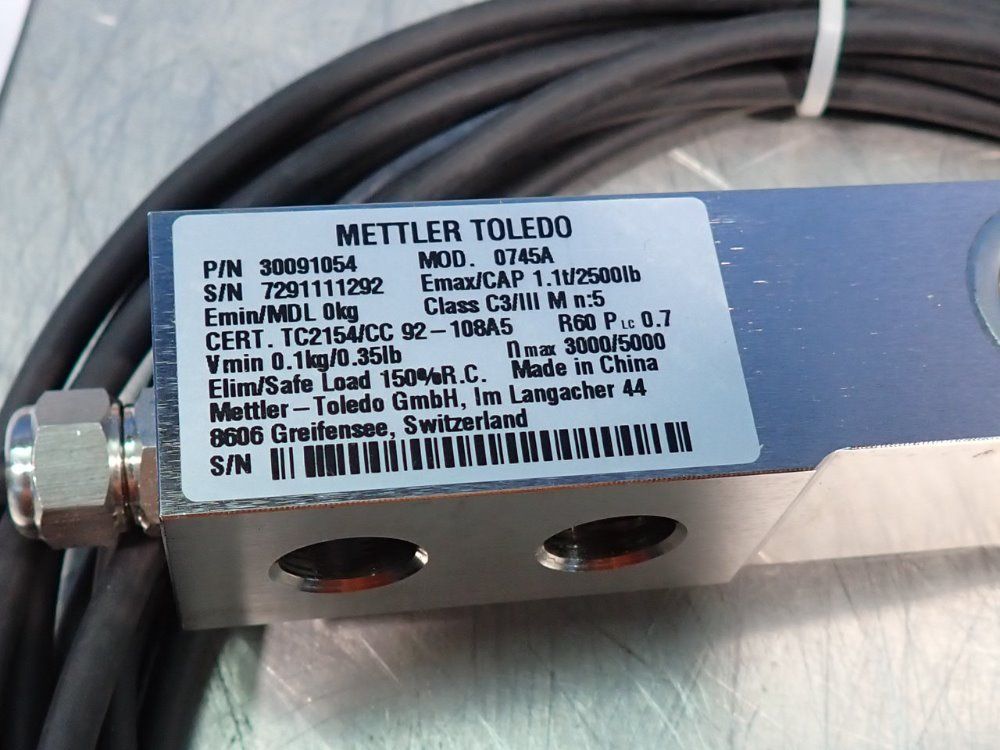 METTLER TOLEDO
P/N 30091054 MOD. 0745A
S/N 7291111292 Emax/CAP 1.1t/2500lb
Emin/MDL 0kg Class C3/III M n:5
CERT. TC2154/CC 92-108A5 R60 P LC 0.7
Vmin 0.1kg/0.35lb n max 3000/5000
Elim/Safe Load 150%R.C. Made in China
Mettler-Toledo GmbH, Im Langacher 44
8606 Greifensee, Switzerland
S/N